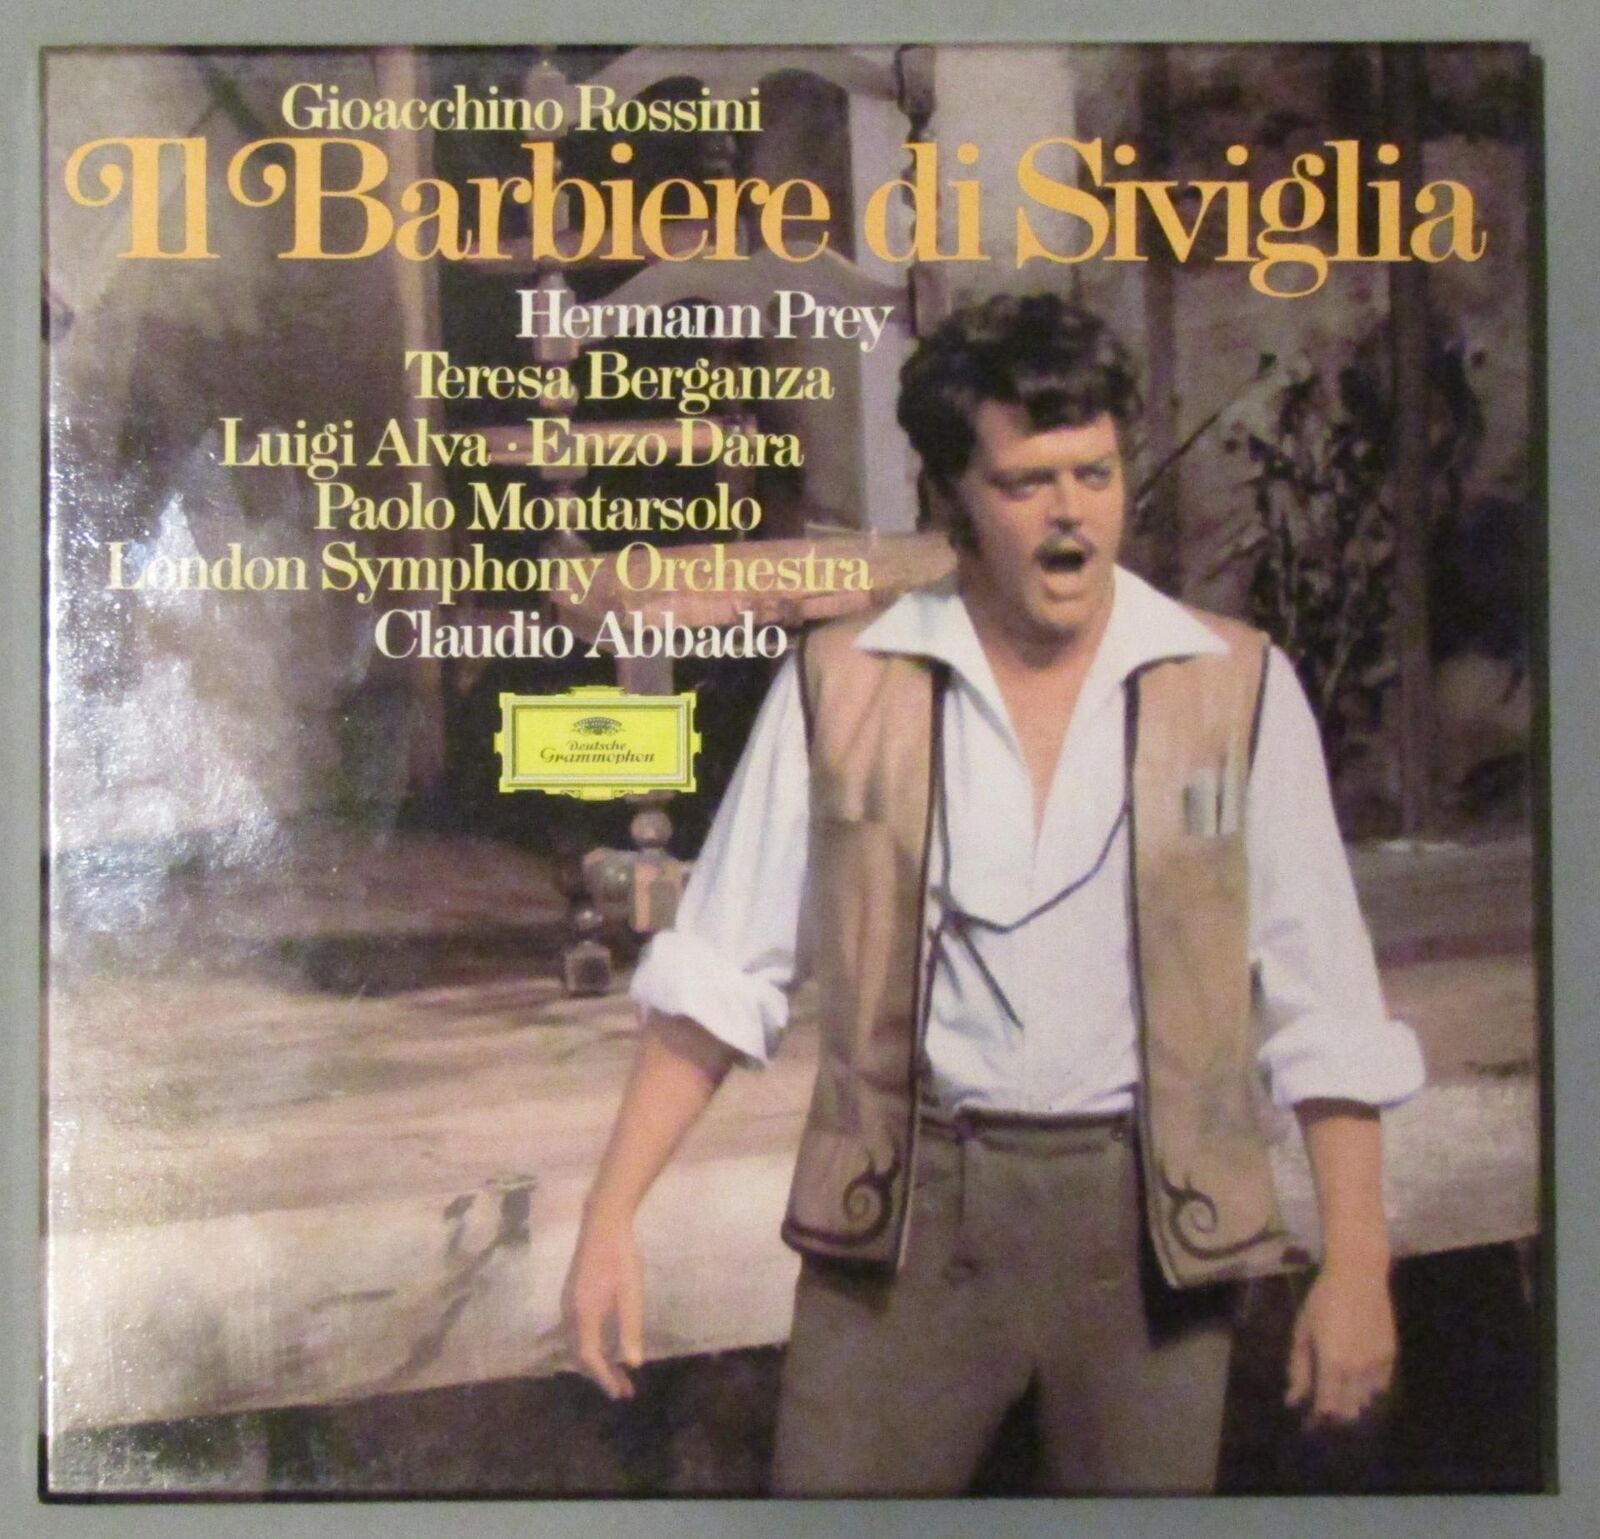 Gioacchino Rossini
Il Barbiere di Siviglia
Hermann Prey
Teresa Berganza
Luigi Alva · Enzo Dara
Paolo Montarsolo
London Symphony Orchestra
Claudio Abbado
Deutsche
Grammophon